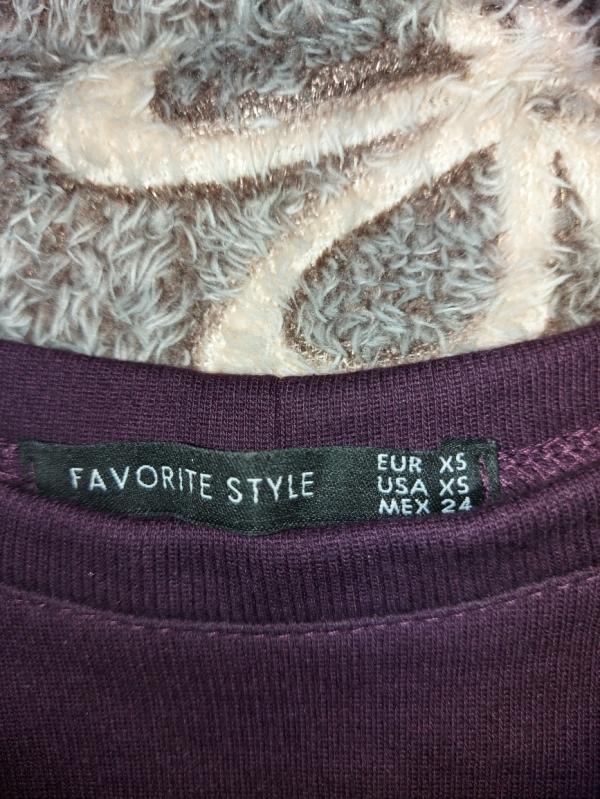 FAVORITE STYLE
EUR XS
USA XS
MEX 24